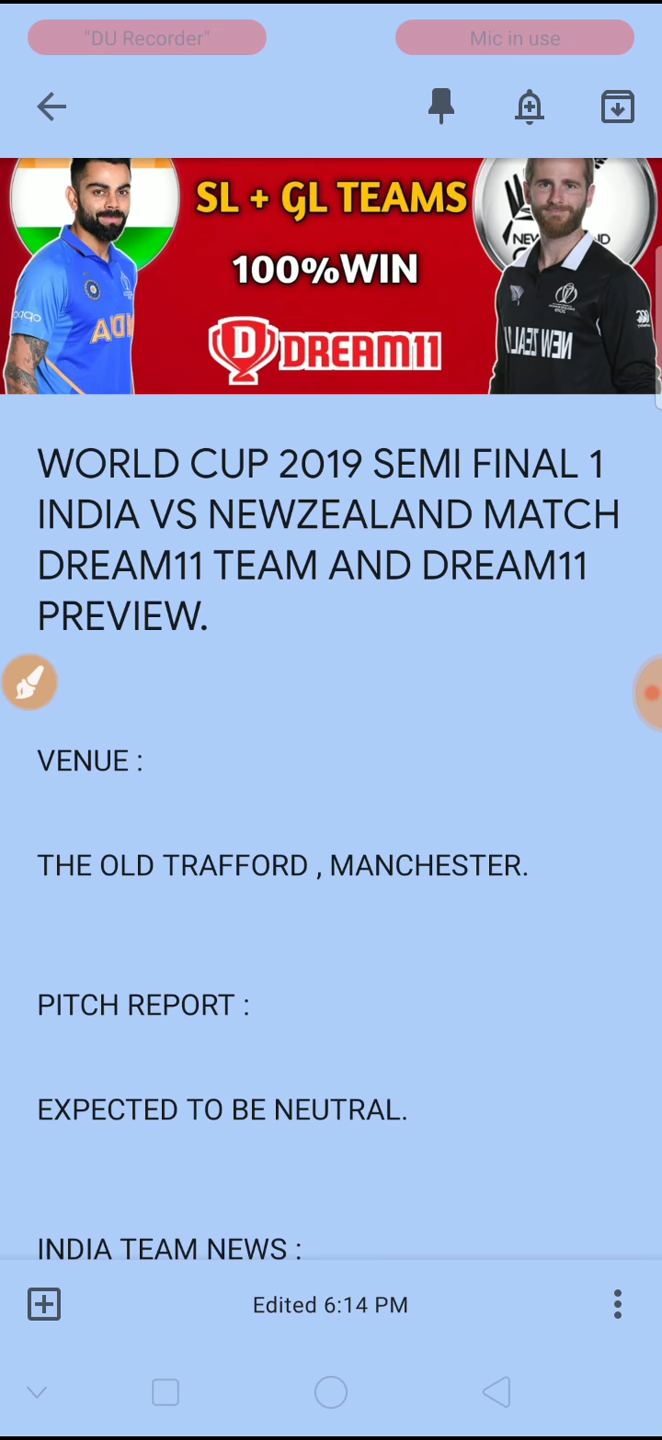 "DU Recorder" Mic in use
SL + GL TEAMS
100%WIN
D DREAM11
WORLD CUP 2019 SEMI FINAL 1
INDIA VS NEWZEALAND MATCH
DREAM11 TEAM AND DREAM11
PREVIEW.
VENUE :
THE OLD TRAFFORD , MANCHESTER.
PITCH REPORT :
EXPECTED TO BE NEUTRAL.
INDIA TEAM NEWS :
Edited 6:14 PM